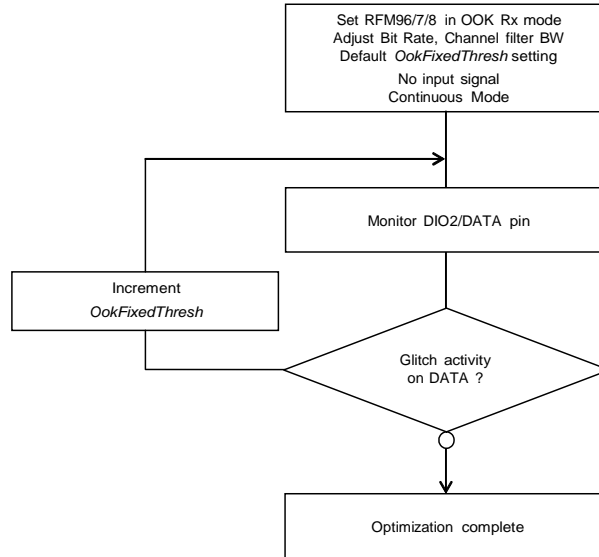 Set RFM96/7/8 in OOK Rx mode
Adjust Bit Rate, Channel filter BW
Default OokFixedThresh setting
No input signal
Continuous Mode
Monitor DIO2/DATA pin
Increment
OokFixedThresh
Glitch activity
on DATA ?
Optimization complete